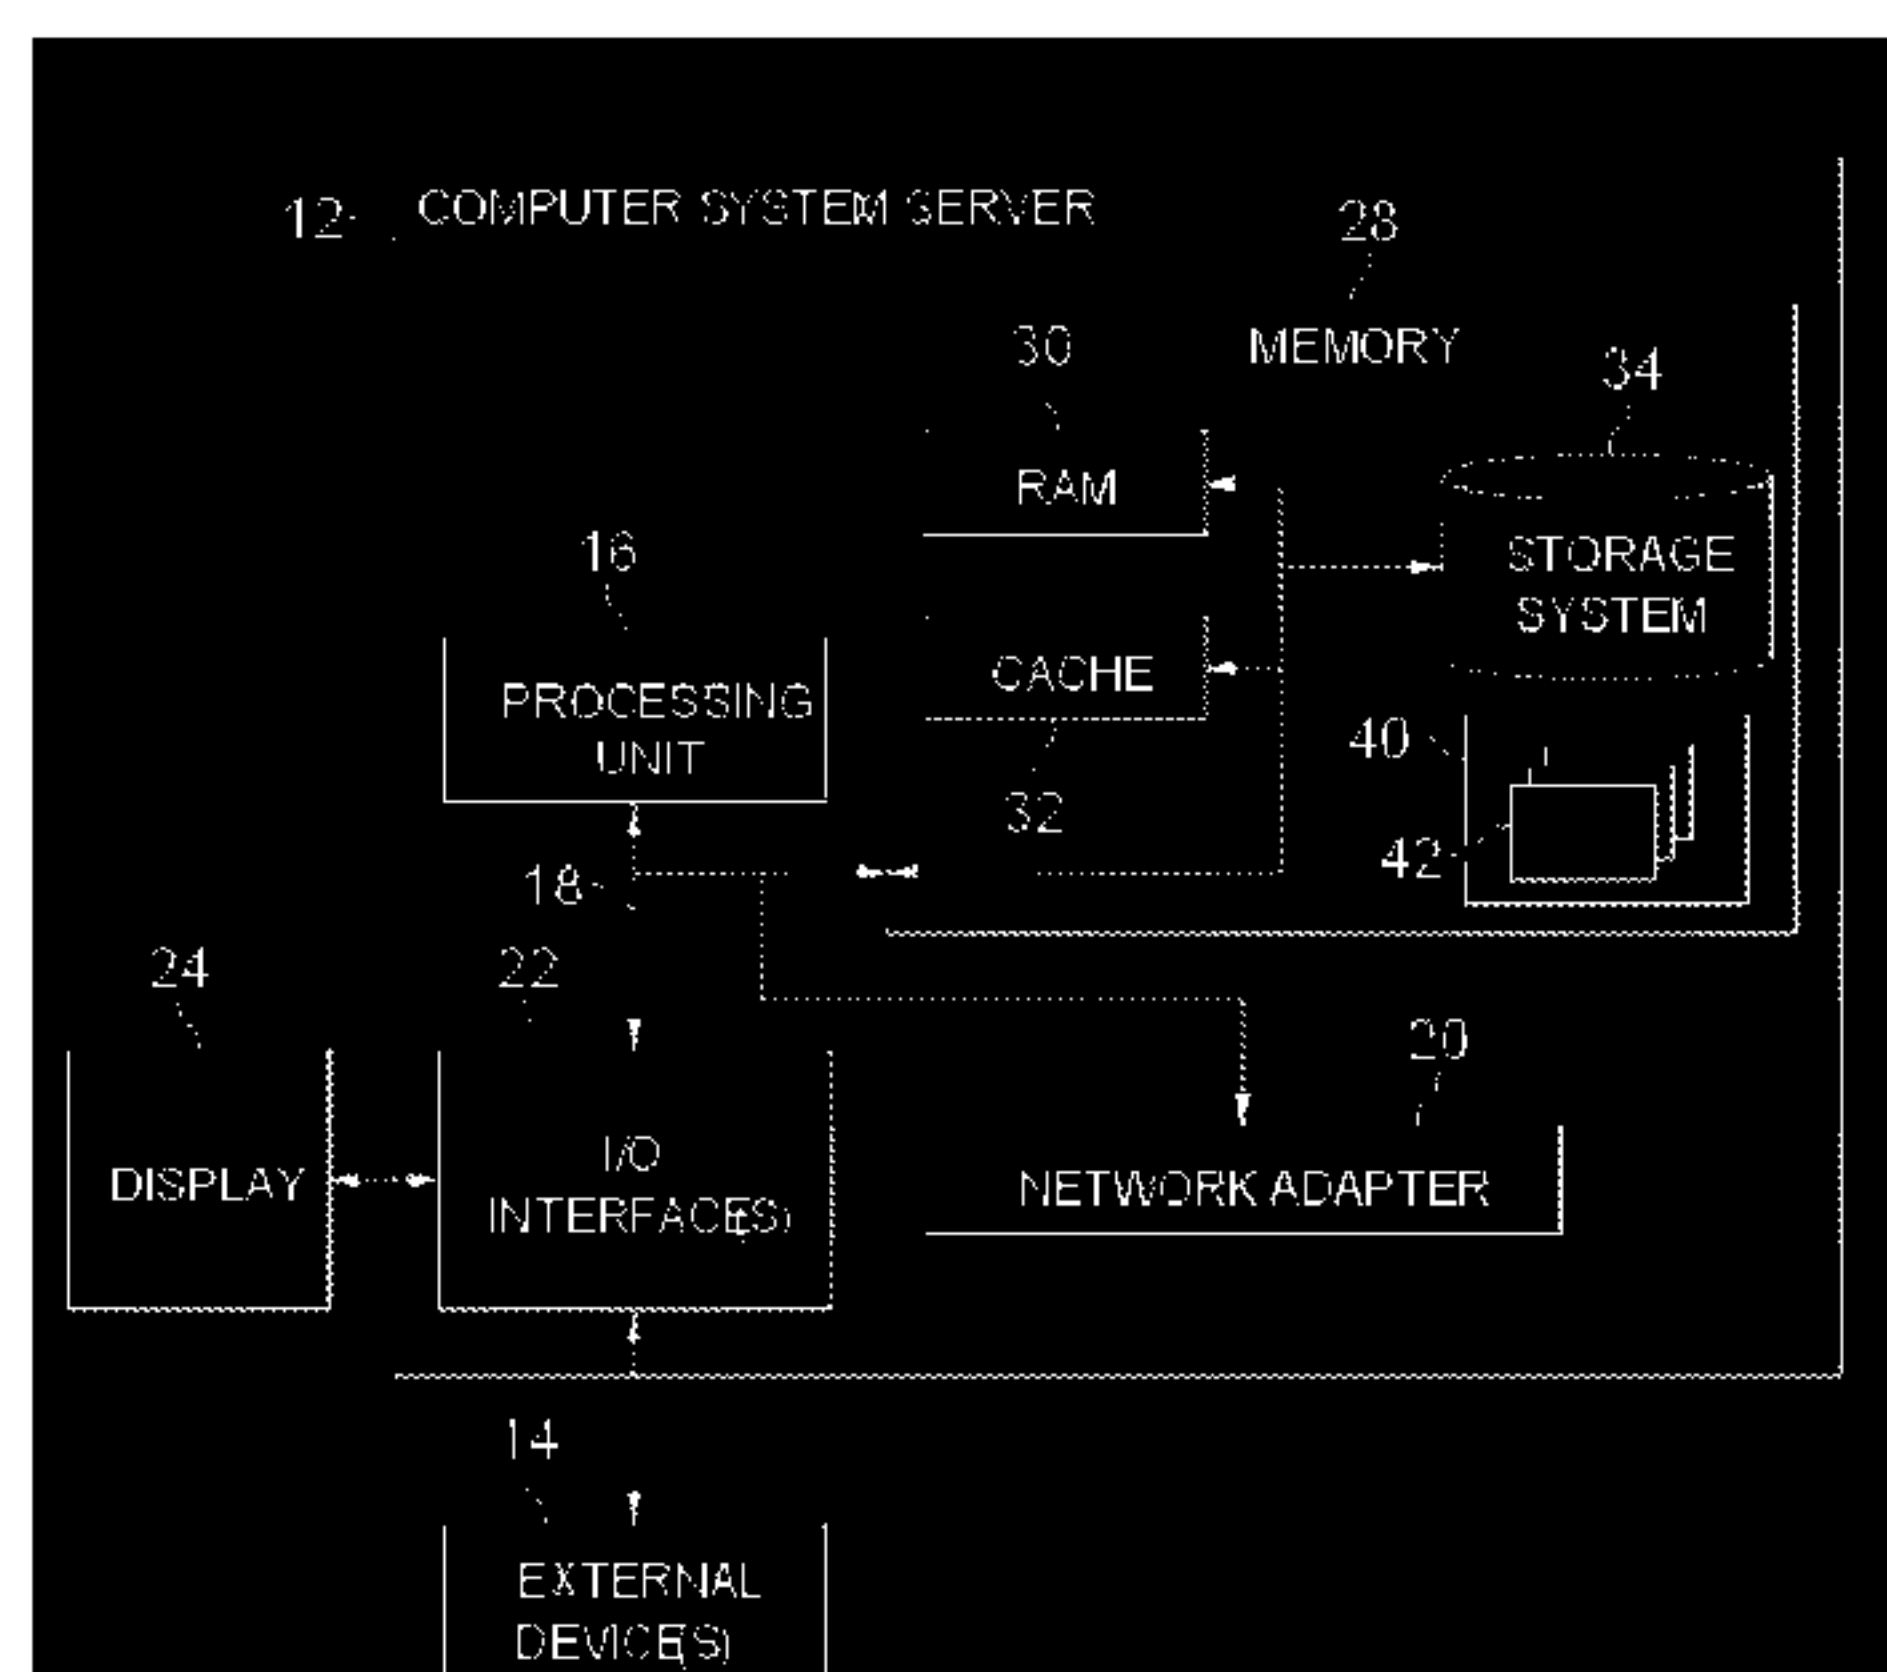 12 COMPUTER SYSTEM SERVER
28
30
MEMORY
34
RAM
16
STORAGE
SYSTEM
CACHE
PROCESSING
UNIT
40
32
42
18
24
22
20
I/O
INTERFACE(S)
DISPLAY
NETWORK ADAPTER
14
EXTERNAL
DEVICE(S)